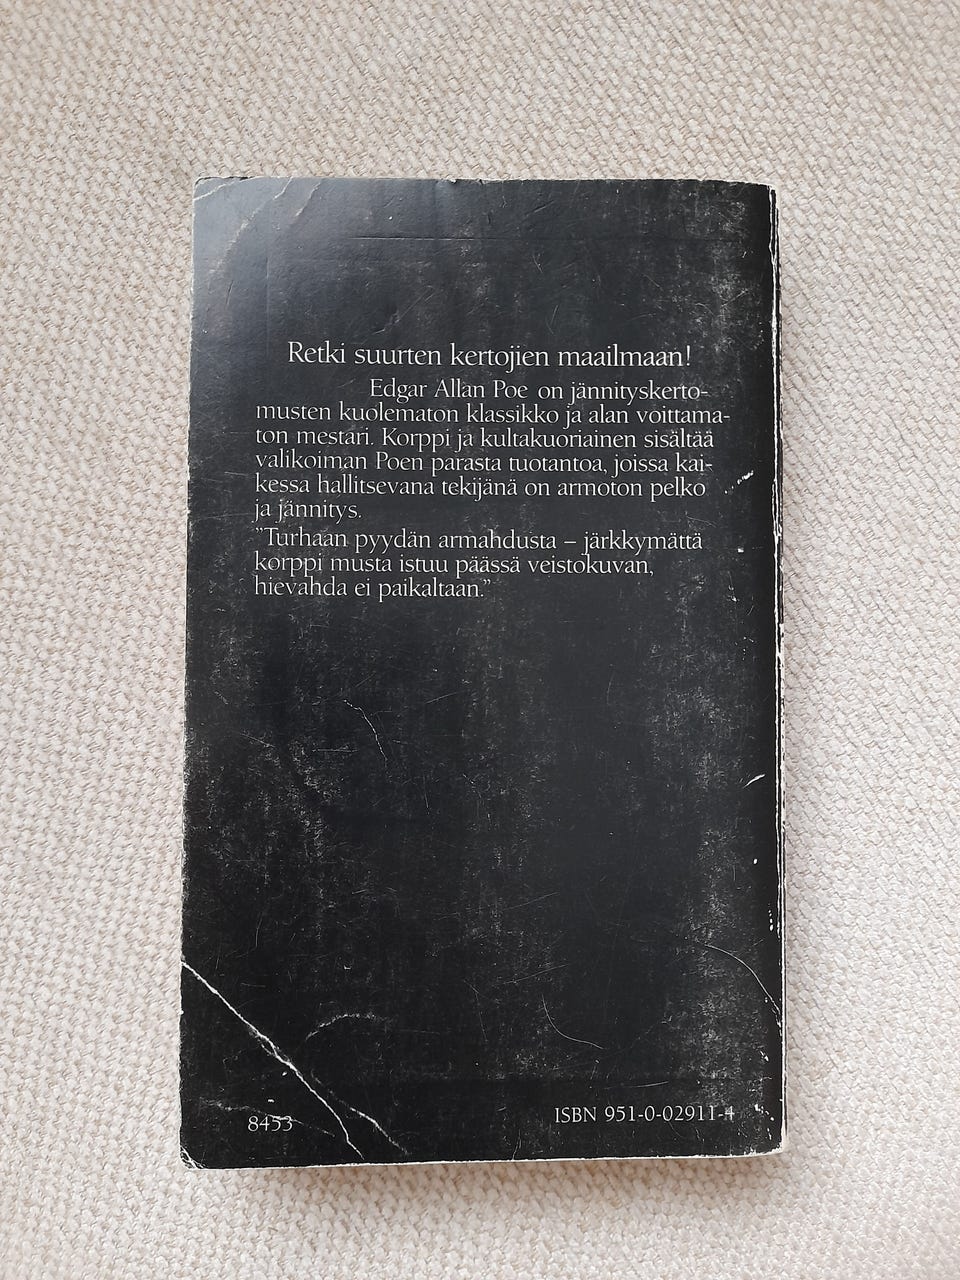 Retki suurten kertojien maailmaan!
Edgar Allan Poe on jännityskerto-
musten kuolematon klassikko ja alan voittama-
ton mestari. Korppi ja kultakuoriainen sisältää
valikoiman Poen parasta tuotantoa, joissa kai-
kessa hallitsevana tekijänä on armoton pelko
ja jännitys.
"Turhaan pyydän armahdusta – järkkymättä
korppi musta istuu päässä veistokuvan,
hievahda ei paikaltaan."
8453
ISBN 951-0-02911-4